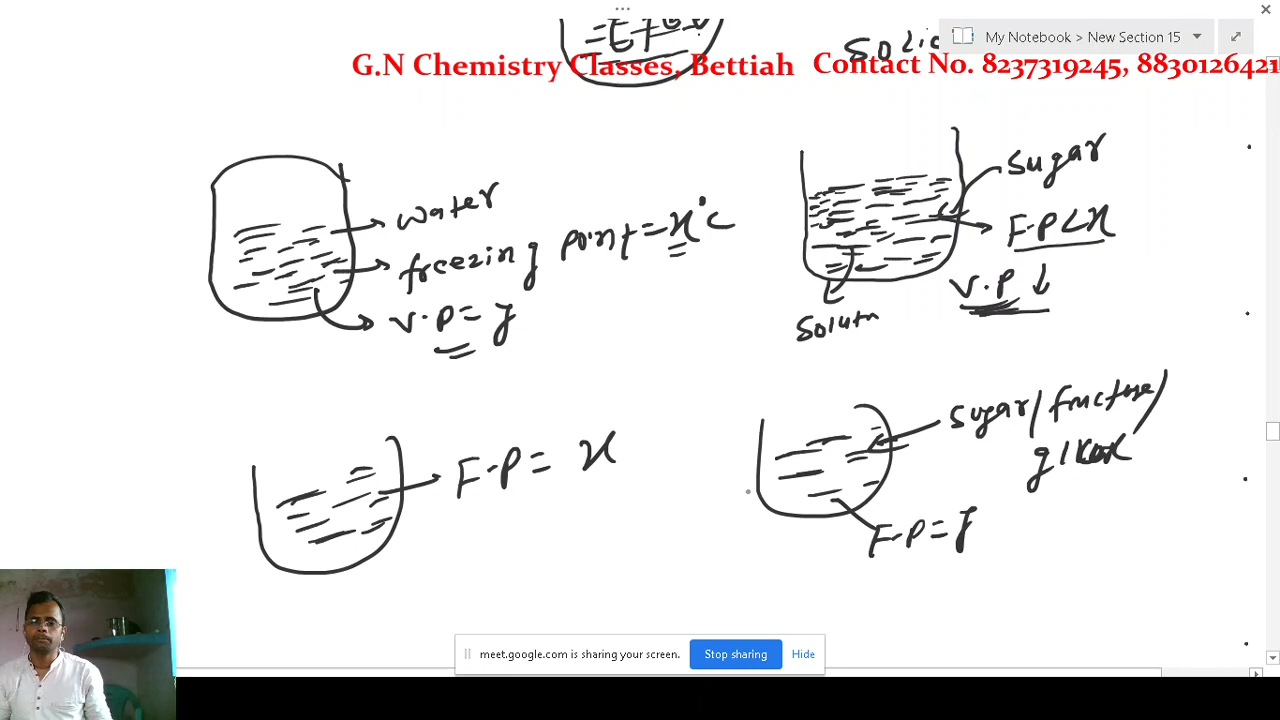 My Notebook > New Section 15
G.N Chemistry Classes, Bettiah Contact No. 8237319245, 8830126421
water
freezing point = x°C
V.P = y
Sugar
F.P < x
V.P ↓
Solutn
F.P = x
Sugar/fructose/
F.P = y
meet.google.com is sharing your screen.
Stop sharing
Hide